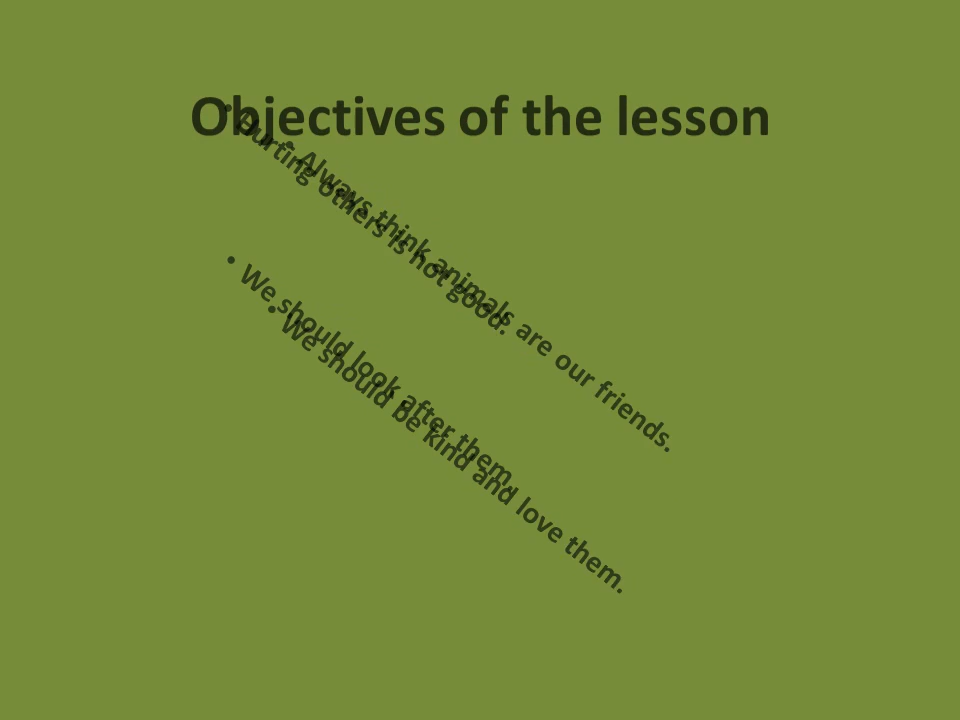 Objectives of the lesson
• Hurting others is not good.
• Always think animals are our friends.
• We should look after them.
• We should be kind and love them.